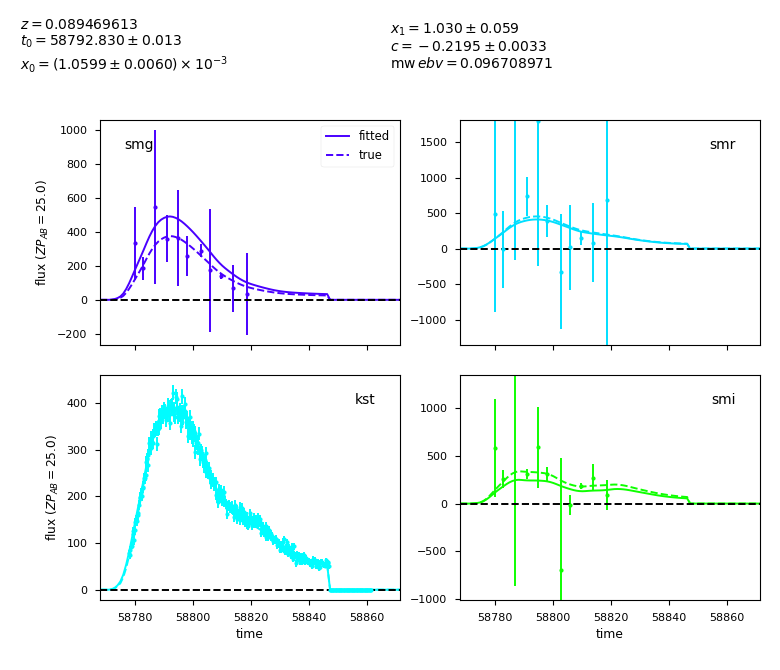 z = 0.089469613
t₀ = 58792.830 ± 0.013
x₀ = (1.0599 ± 0.0060) × 10⁻³
x₁ = 1.030 ± 0.059
c = −0.2195 ± 0.0033
mw ebv = 0.096708971
smg
fitted
true
1000
800
600
400
200
0
−200
flux (ZP_AB = 25.0)
smr
1500
1000
500
0
−500
−1000
kst
400
300
200
100
0
flux (ZP_AB = 25.0)
58780 58800 58820 58840 58860
time
smi
1000
500
0
−500
−1000
58780 58800 58820 58840 58860
time